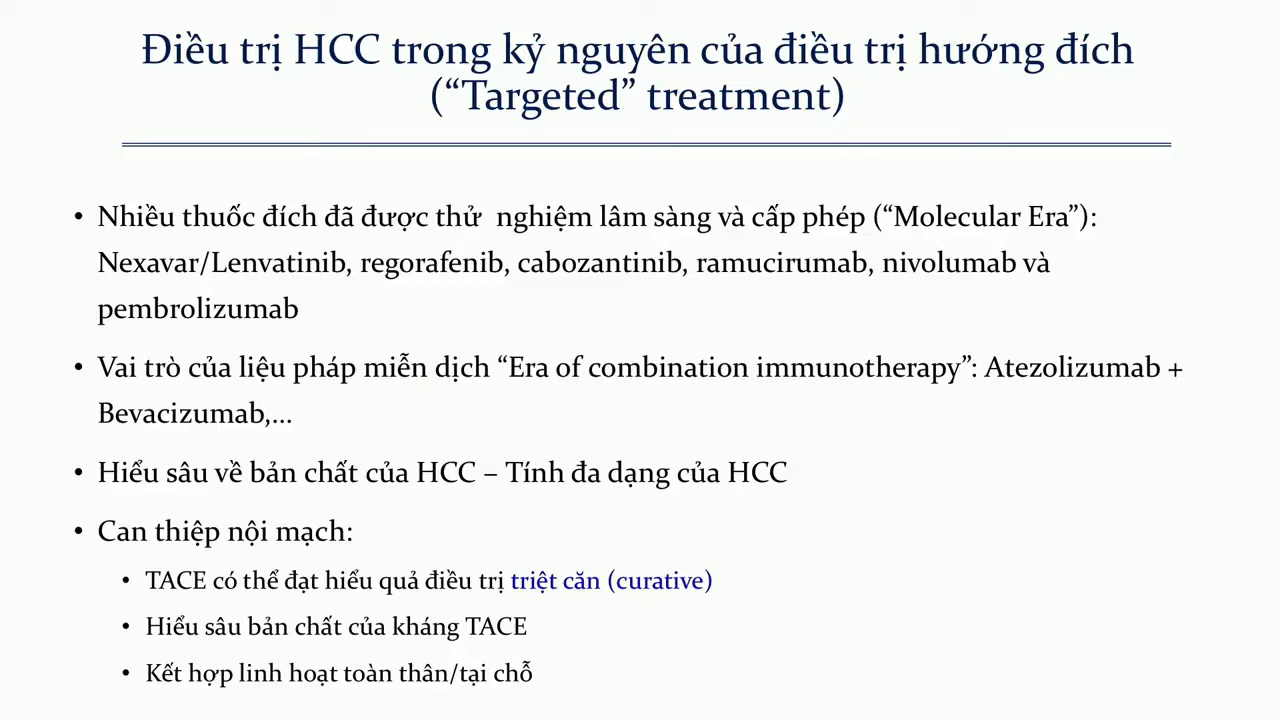 Điều trị HCC trong kỷ nguyên của điều trị hướng đích
(“Targeted” treatment)
• Nhiều thuốc đích đã được thử nghiệm lâm sàng và cấp phép (“Molecular Era”):
Nexavar/Lenvatinib, regorafenib, cabozantinib, ramucirumab, nivolumab và
pembrolizumab
• Vai trò của liệu pháp miễn dịch “Era of combination immunotherapy”: Atezolizumab +
Bevacizumab,...
• Hiểu sâu về bản chất của HCC – Tính đa dạng của HCC
• Can thiệp nội mạch:
• TACE có thể đạt hiệu quả điều trị triệt căn (curative)
• Hiểu sâu bản chất của kháng TACE
• Kết hợp linh hoạt toàn thân/tại chỗ